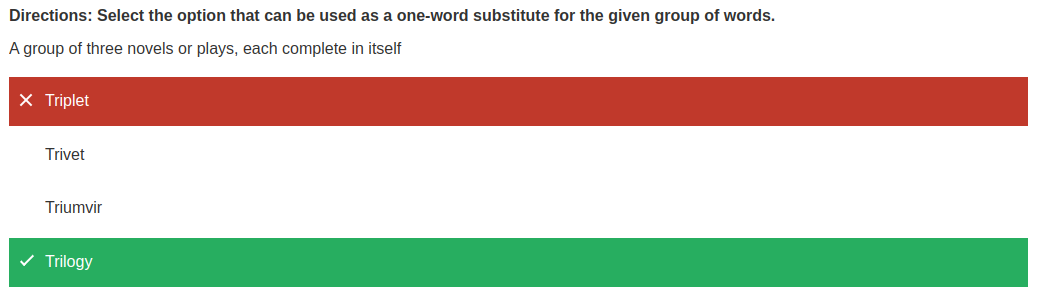 Directions: Select the option that can be used as a one-word substitute for the given group of words.
A group of three novels or plays, each complete in itself
Triplet
Trivet
Triumvir
Trilogy